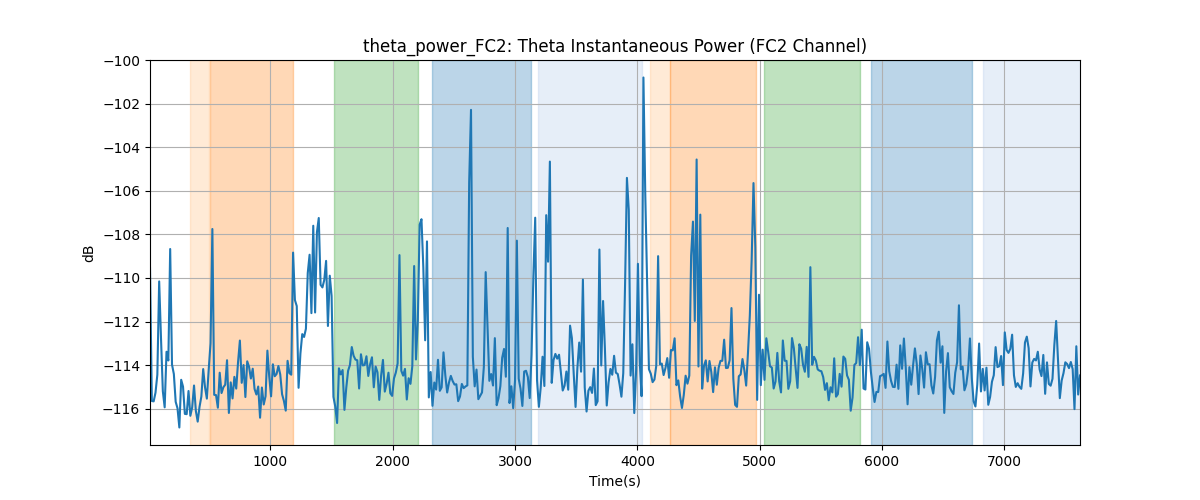 theta_power_FC2: Theta Instantaneous Power (FC2 Channel)
−100
−102
−104
−106
−108
−110
−112
−114
−116
dB
1000 2000 3000 4000 5000 6000 7000
Time(s)